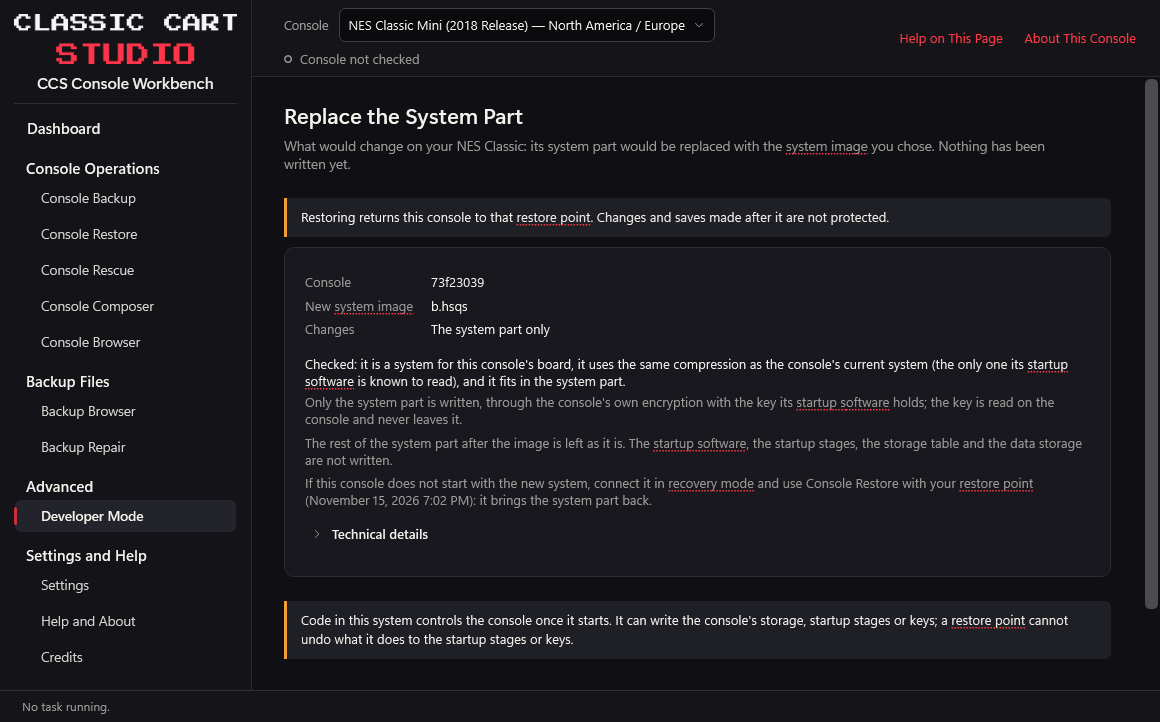 CLASSIC CART
STUDIO
CCS Console Workbench
Dashboard
Console Operations
Console Backup
Console Restore
Console Rescue
Console Composer
Console Browser
Backup Files
Backup Browser
Backup Repair
Advanced
Developer Mode
Settings and Help
Settings
Help and About
Credits
Console
NES Classic Mini (2018 Release) — North America / Europe
Console not checked
Help on This Page
About This Console
Replace the System Part
What would change on your NES Classic: its system part would be replaced with the system image you chose. Nothing has been
written yet.
Restoring returns this console to that restore point. Changes and saves made after it are not protected.
Console 73f23039
New system image b.hsqs
Changes The system part only
Checked: it is a system for this console's board, it uses the same compression as the console's current system (the only one its startup
software is known to read), and it fits in the system part.
Only the system part is written, through the console's own encryption with the key its startup software holds; the key is read on the
console and never leaves it.
The rest of the system part after the image is left as it is. The startup software, the startup stages, the storage table and the data storage
are not written.
If this console does not start with the new system, connect it in recovery mode and use Console Restore with your restore point
(November 15, 2026 7:02 PM): it brings the system part back.
Technical details
Code in this system controls the console once it starts. It can write the console's storage, startup stages or keys; a restore point cannot
undo what it does to the startup stages or keys.
No task running.